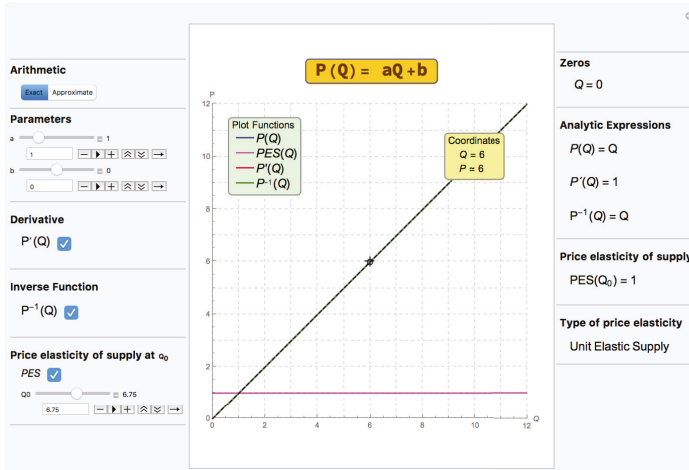 P(Q) = aQ+b
Arithmetic
Exact Approximate
Parameters
a 1
1
b 0
0
Derivative
P′(Q)
Inverse Function
P⁻¹(Q)
Price elasticity of supply at Q₀
PES
Q0 6.75
6.75
P
12
10
8
6
4
2
0
0 2 4 6 8 10 12 Q
Plot Functions
P(Q)
PES(Q)
P′(Q)
P⁻¹(Q)
Coordinates
Q = 6
P ≃ 6
Zeros
Q = 0
Analytic Expressions
P(Q) = Q
P′(Q) = 1
P⁻¹(Q) = Q
Price elasticity of supply
PES(Q₀) = 1
Type of price elasticity
Unit Elastic Supply